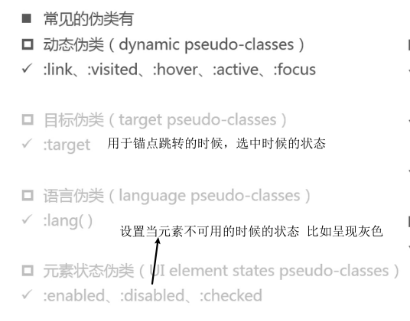 ■ 常见的伪类有
动态伪类（dynamic pseudo-classes）
✓ :link、:visited、:hover、:active、:focus
目标伪类（target pseudo-classes）
✓ :target 用于锚点跳转的时候，选中时候的状态
语言伪类（language pseudo-classes）
✓ :lang( )
设置当元素不可用的时候的状态 比如呈现灰色
元素状态伪类（UI element states pseudo-classes）
✓ :enabled、:disabled、:checked